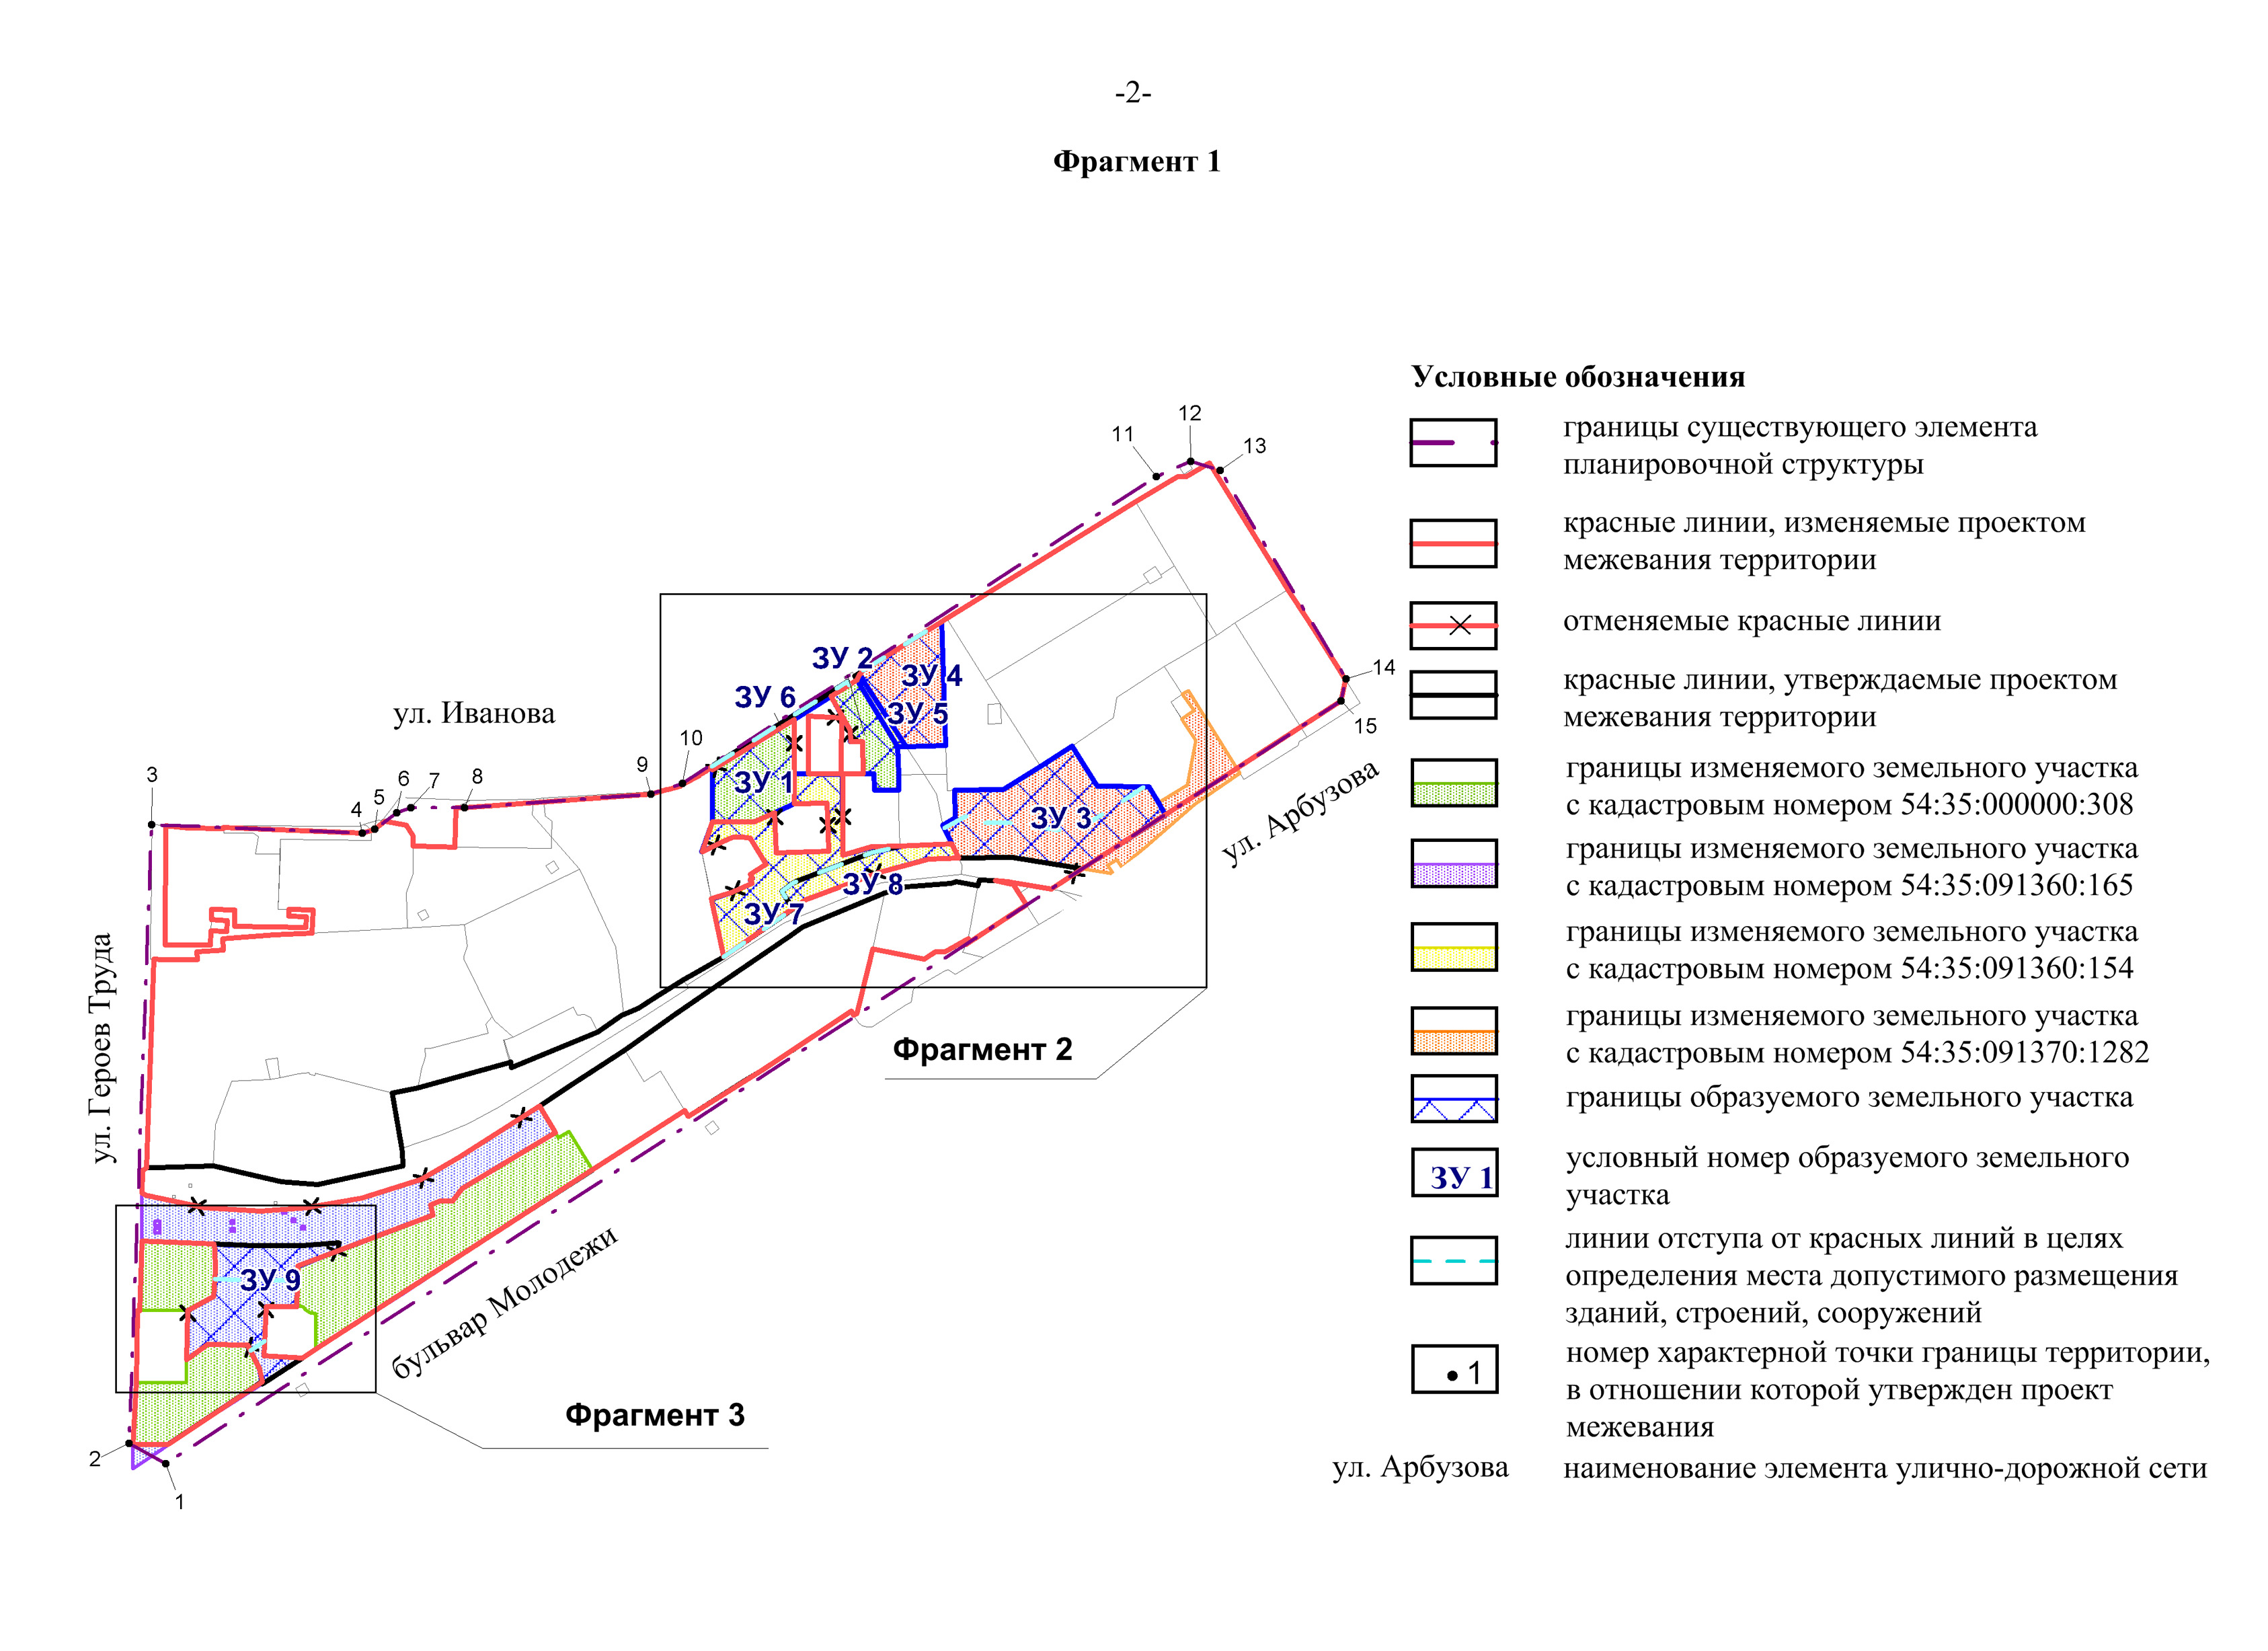 -2-
Фрагмент 1
Условные обозначения
границы существующего элемента
планировочной структуры
красные линии, изменяемые проектом
межевания территории
отменяемые красные линии
красные линии, утверждаемые проектом
межевания территории
границы изменяемого земельного участка
с кадастровым номером 54:35:000000:308
границы изменяемого земельного участка
с кадастровым номером 54:35:091360:165
границы изменяемого земельного участка
с кадастровым номером 54:35:091360:154
границы изменяемого земельного участка
с кадастровым номером 54:35:091370:1282
границы образуемого земельного участка
ЗУ 1
условный номер образуемого земельного
участка
линии отступа от красных линий в целях
определения места допустимого размещения
зданий, строений, сооружений
1
номер характерной точки границы территории,
в отношении которой утвержден проект
межевания
ул. Арбузова
наименование элемента улично-дорожной сети
12
11
13
14
15
ЗУ 2
ЗУ 4
ЗУ 6
ЗУ 5
ул. Иванова
10
9
8
7
6
5
4
3
ЗУ 1
ЗУ 3
ул. Арбузова
ЗУ 8
ЗУ 7
ул. Героев Труда
Фрагмент 2
ЗУ 9
бульвар Молодежи
Фрагмент 3
2
1